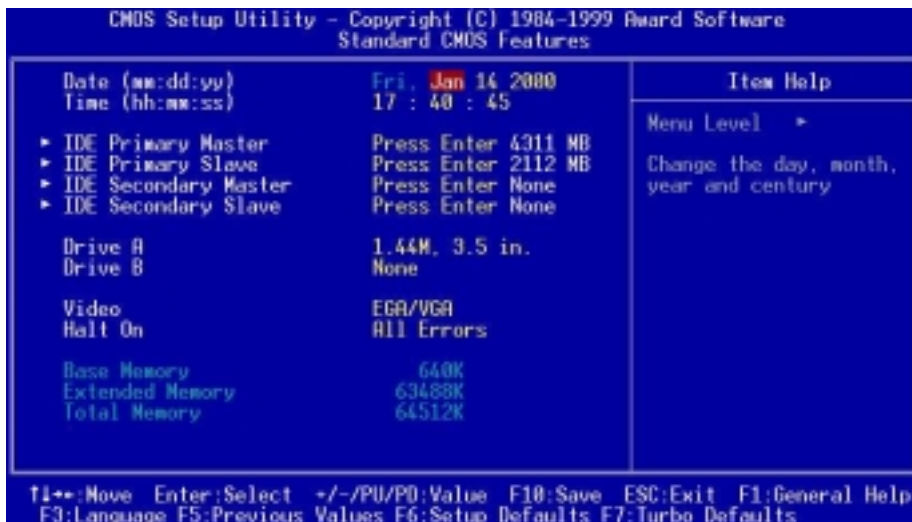 CMOS Setup Utility - Copyright (C) 1984-1999 Award Software
Standard CMOS Features
Date (mm:dd:yy) Fri, Jan 14 2000
Time (hh:mm:ss) 17 : 40 : 45
► IDE Primary Master Press Enter 4311 MB
► IDE Primary Slave Press Enter 2112 MB
► IDE Secondary Master Press Enter None
► IDE Secondary Slave Press Enter None
Drive A 1.44M, 3.5 in.
Drive B None
Video EGA/VGA
Halt On All Errors
Base Memory 640K
Extended Memory 63488K
Total Memory 64512K
Item Help
Menu Level ►
Change the day, month,
year and century
↑↓→←:Move Enter:Select +/-/PU/PD:Value F10:Save ESC:Exit F1:General Help
F3:Language F5:Previous Values F6:Setup Defaults F7:Turbo Defaults